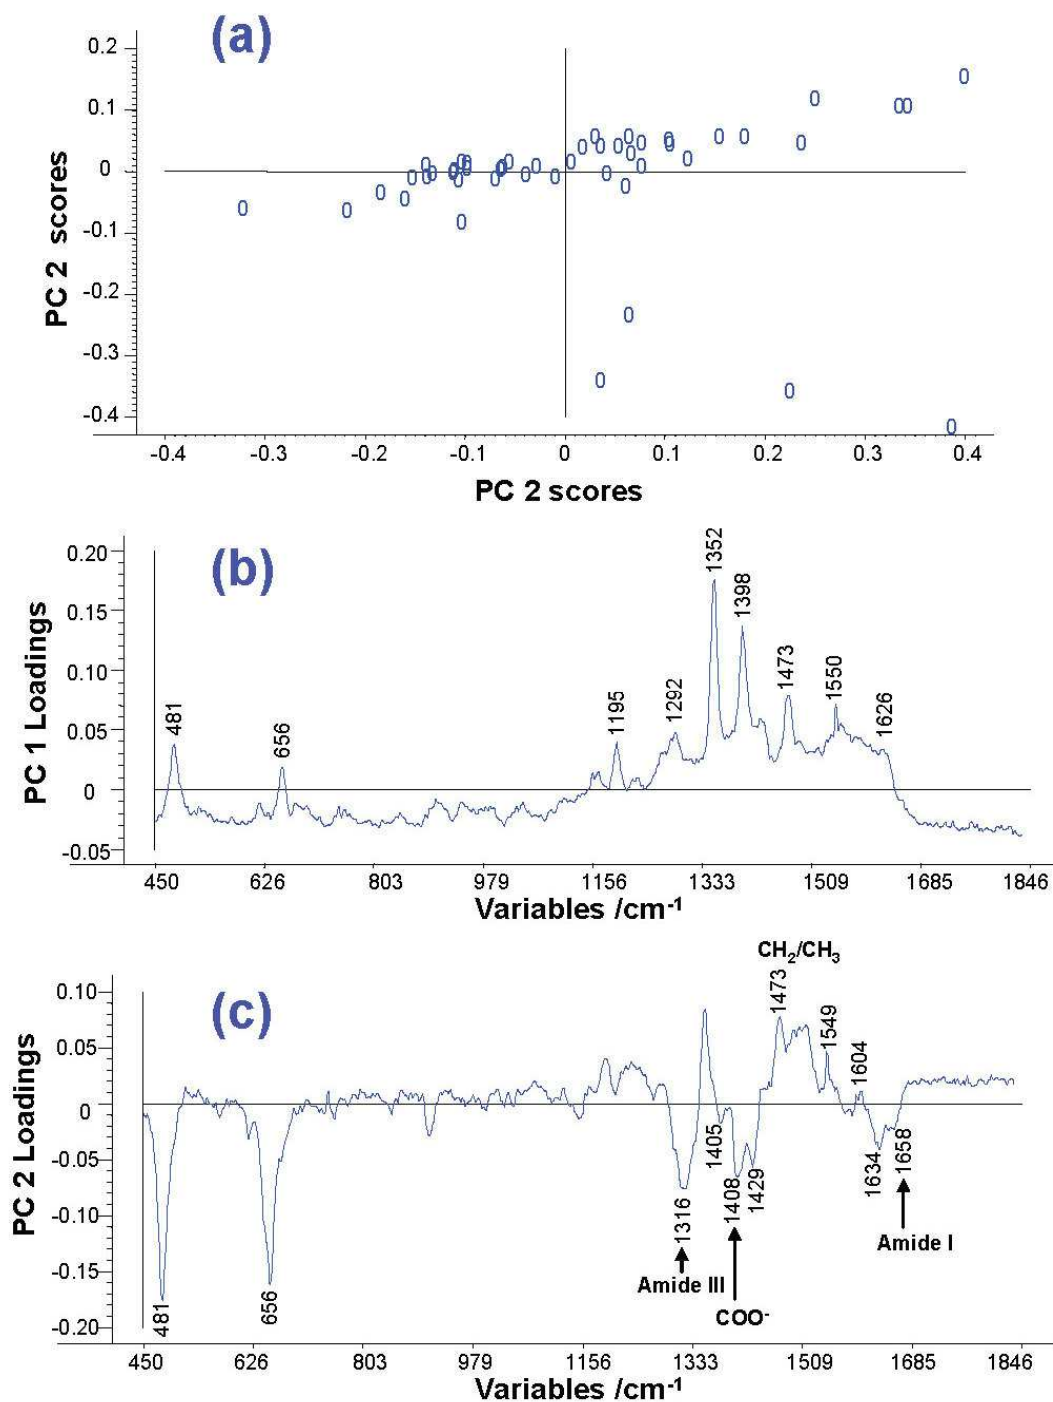 (a)
0.2
0.1
0
-0.1
-0.2
-0.3
-0.4
PC 2 scores
-0.4 -0.3 -0.2 -0.1 0 0.1 0.2 0.3 0.4
PC 2 scores
(b)
0.20
0.15
0.10
0.05
0
-0.05
PC 1 Loadings
481 656 1195 1292 1352 1398 1473 1550 1626
450 626 803 979 1156 1333 1509 1685 1846
Variables /cm⁻¹
(c)
CH₂/CH₃
0.10
0.05
0
-0.05
-0.10
-0.15
-0.20
PC 2 Loadings
481 656 1316 1405 1408 1429 1473 1549 1604 1634 1658
Amide I
Amide III
COO⁻
450 626 803 979 1156 1333 1509 1685 1846
Variables /cm⁻¹